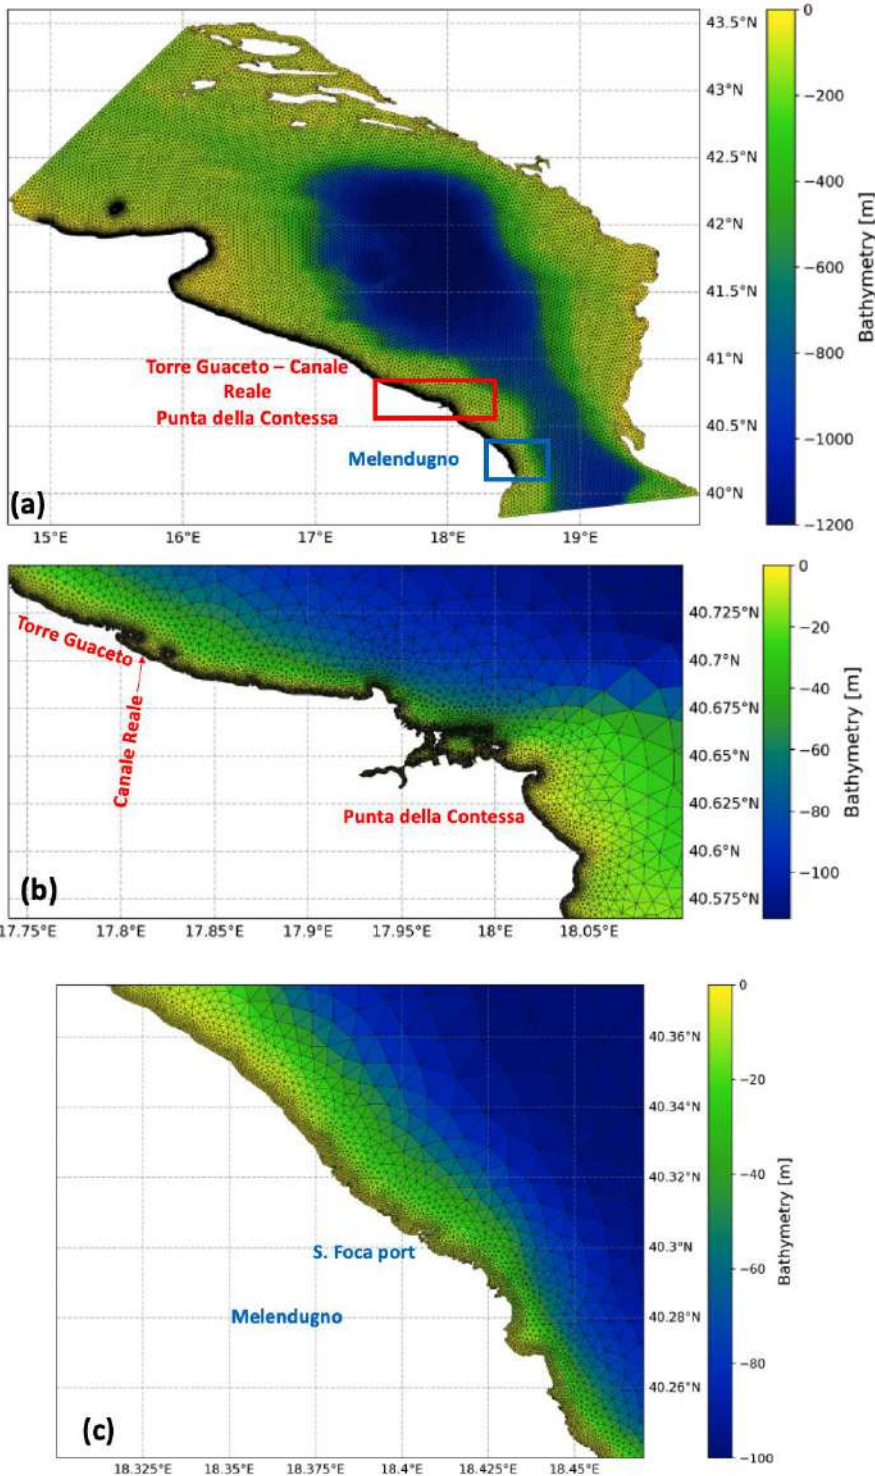 43.5°N
43°N
42.5°N
42°N
41.5°N
41°N
40.5°N
40°N
0
−200
−400
−600
−800
−1000
−1200
Bathymetry [m]
Torre Guaceto – Canale
Reale
Punta della Contessa
Melendugno
(a)
15°E
16°E
17°E
18°E
19°E
40.725°N
40.7°N
40.675°N
40.65°N
40.625°N
40.6°N
40.575°N
0
−20
−40
−60
−80
−100
Bathymetry [m]
Torre Guaceto
Canale Reale
Punta della Contessa
(b)
17.75°E
17.8°E
17.85°E
17.9°E
17.95°E
18°E
18.05°E
40.36°N
40.34°N
40.32°N
40.3°N
40.28°N
40.26°N
0
−20
−40
−60
−80
−100
Bathymetry [m]
S. Foca port
Melendugno
(c)
18.325°E
18.35°E
18.375°E
18.4°E
18.425°E
18.45°E